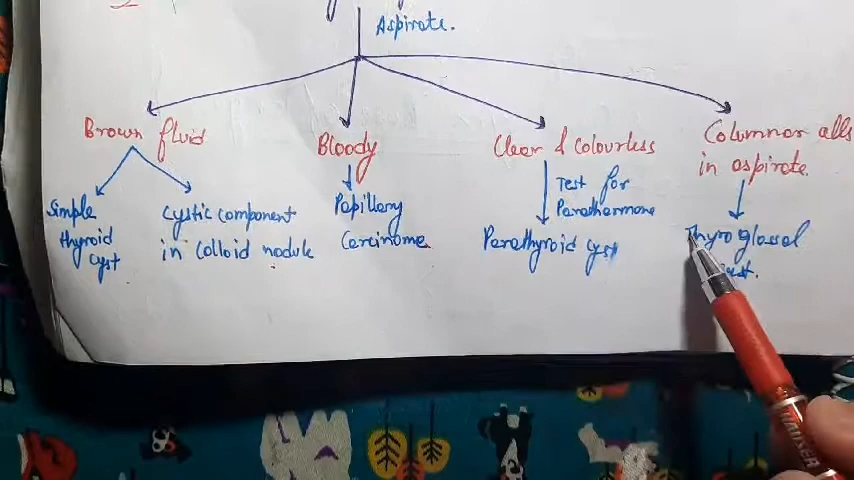 Aspirate.
Brown fluid
Bloody
Clear & Colourless
Columnar cells
in aspirate.
Simple
thyroid
cyst
Cystic component
in Colloid nodule
Papillary
Carcinoma
Test for
Parathormone
Parathyroid cyst
Thyroglossal